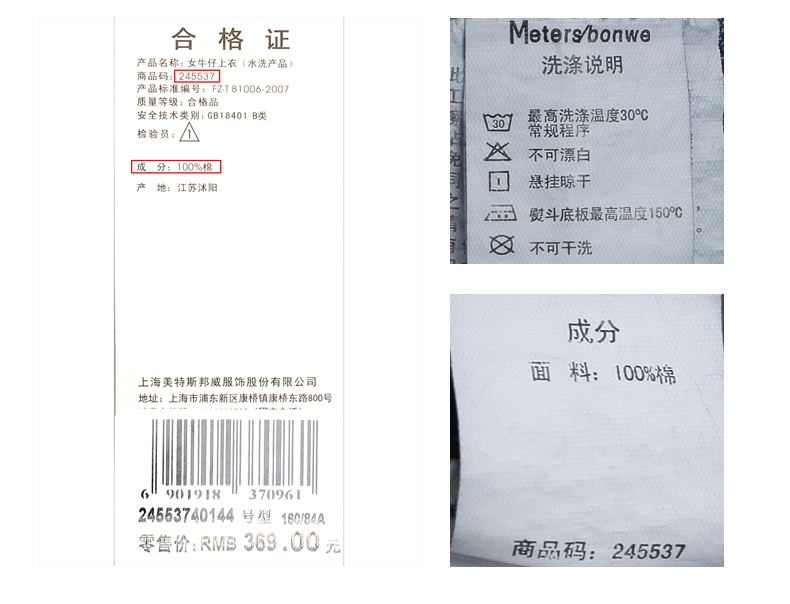 合格证
产品名称：女牛仔上衣（水洗产品）
商品码：245537
产品标准编号：FZ-T 81006-2007
质量等级：合格品
安全技术类别：GB18401 B类
检验员：1
成 分：100%棉
产 地：江苏沭阳
上海美特斯邦威服饰股份有限公司
地址：上海市浦东新区康桥镇康桥东路800号
6 901918 370961
24553740144 号型 160/84A
零售价：RMB 369.00元
Meters/bonwe
洗涤说明
30 最高洗涤温度30℃
常规程序
不可漂白
悬挂晾干
熨斗底板最高温度150℃
不可干洗
成分
面 料：100%棉
商品码：245537